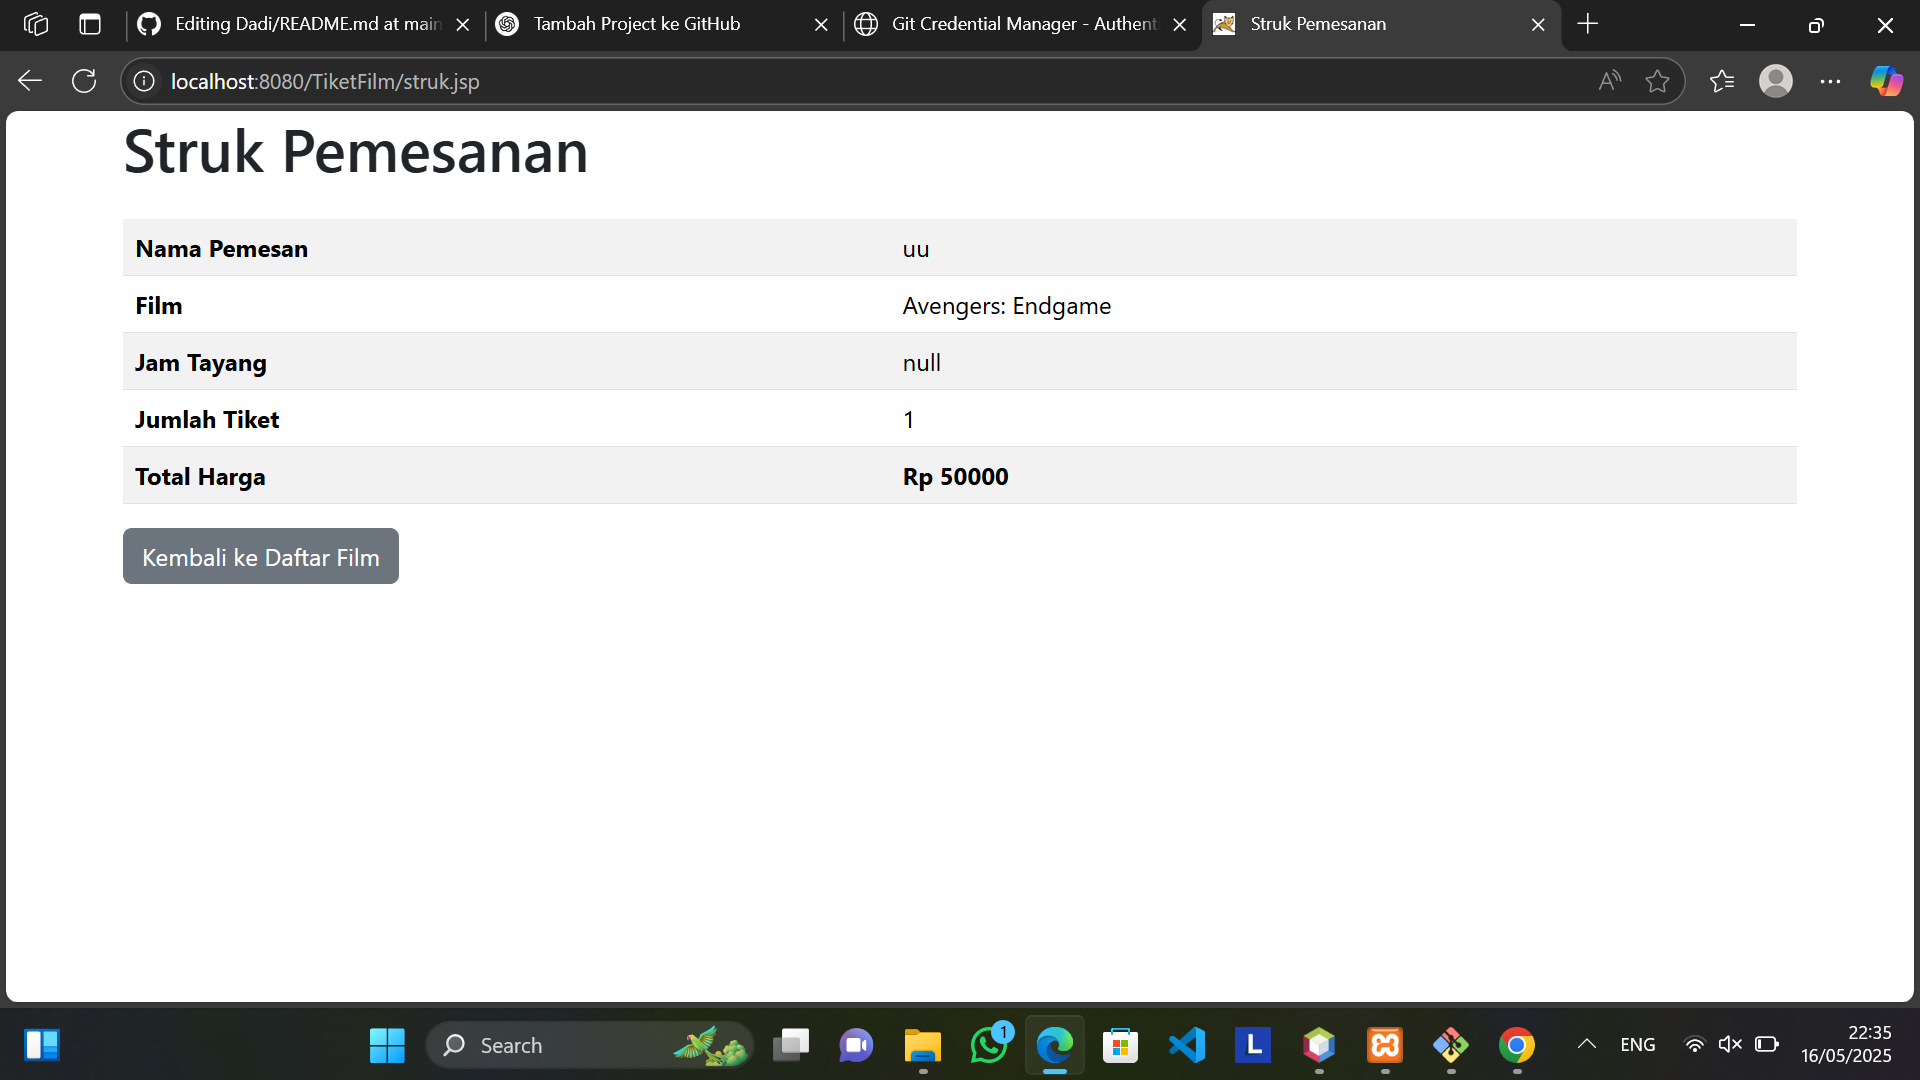 Editing Dadi/README.md at main
Tambah Project ke GitHub
Git Credential Manager - Authent
Struk Pemesanan
localhost:8080/TiketFilm/struk.jsp
Struk Pemesanan
Nama Pemesan uu
Film Avengers: Endgame
Jam Tayang null
Jumlah Tiket 1
Total Harga Rp 50000
Kembali ke Daftar Film
Search
1
L
ENG
22:35
16/05/2025